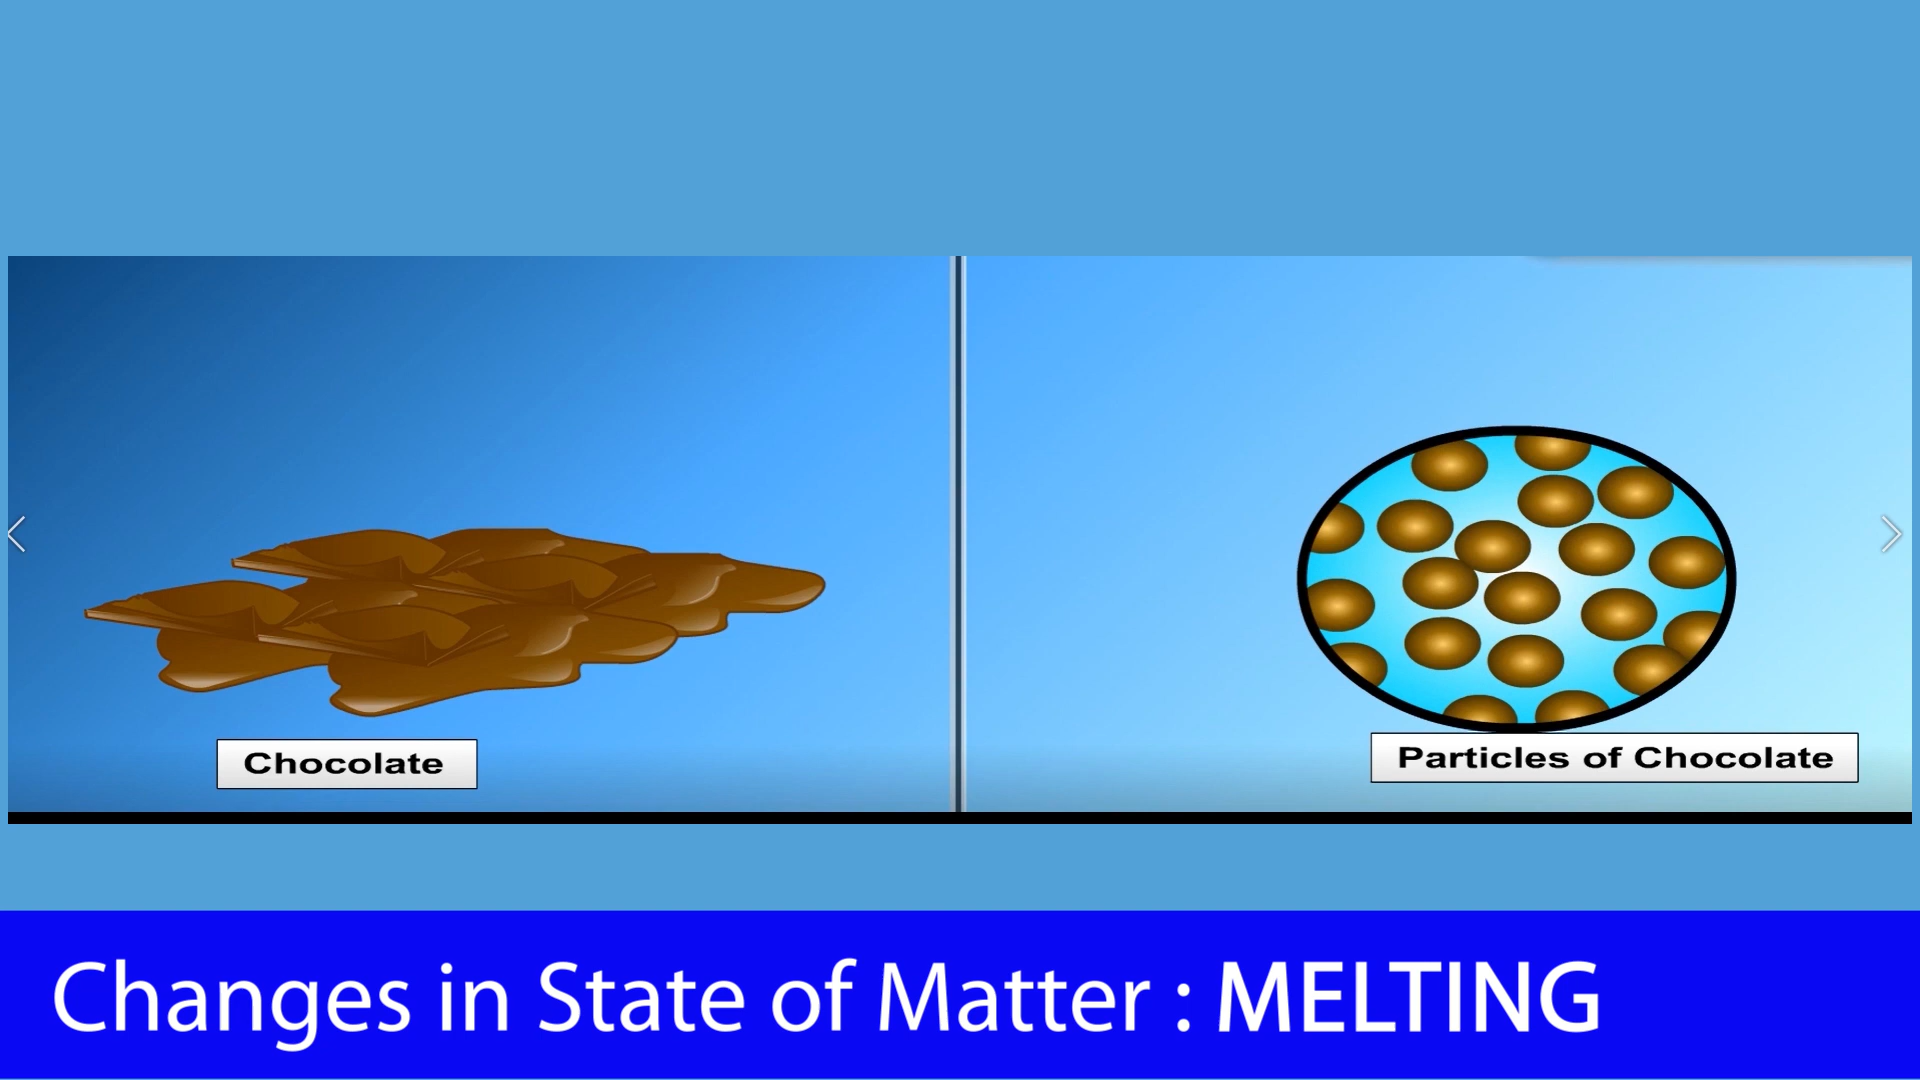 Chocolate
Particles of Chocolate
Changes in State of Matter : MELTING